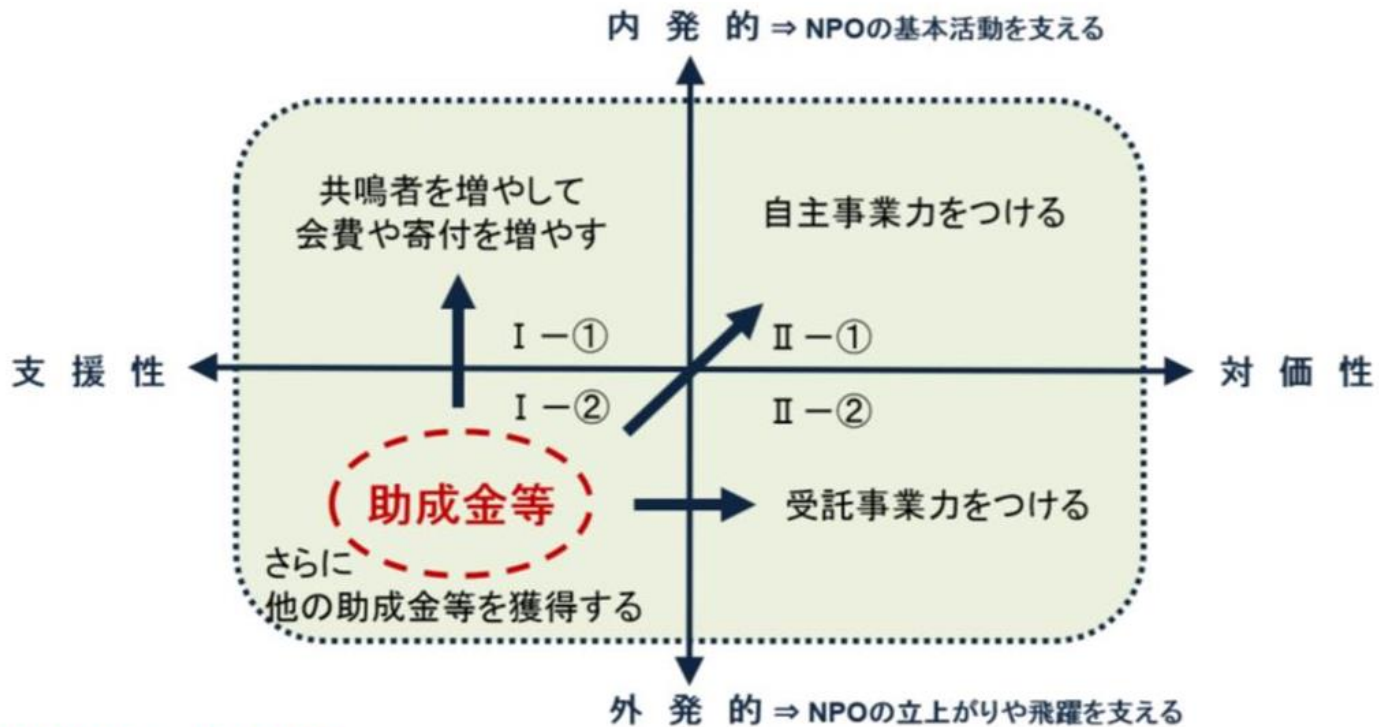 内 発 的 ⇒ NPOの基本活動を支える
共鳴者を増やして
会費や寄付を増やす
自主事業力をつける
Ⅰ－①
Ⅱ－①
支 援 性
対 価 性
Ⅰ－②
Ⅱ－②
助成金等
受託事業力をつける
さらに
他の助成金等を獲得する
外 発 的 ⇒ NPOの立上がりや飛躍を支える